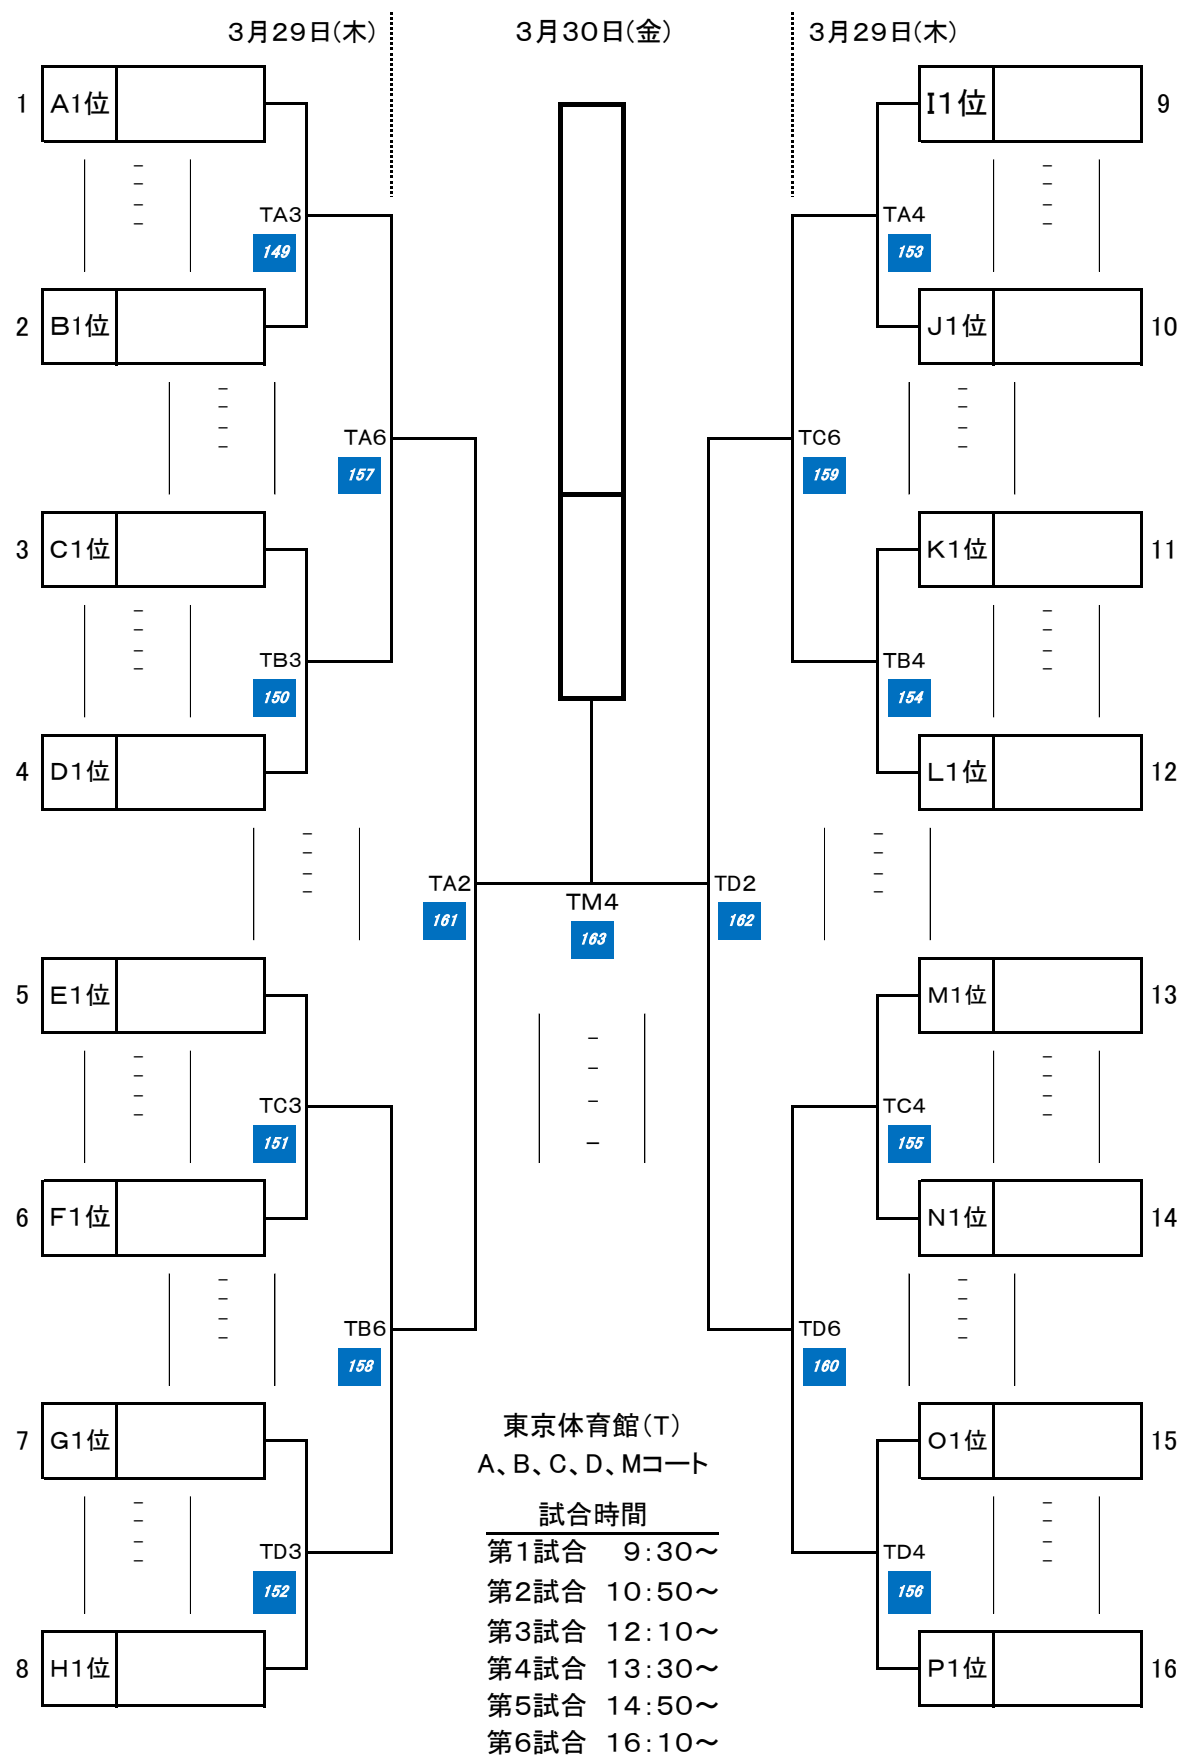 3月29日(木)
3月30日(金)
3月29日(木)
1 A1位
I1位 9
TA3
149
TA4
153
2 B1位
J1位 10
TA6
157
TC6
159
3 C1位
K1位 11
TB3
150
TB4
154
4 D1位
L1位 12
TA2
161
TM4
163
TD2
162
5 E1位
M1位 13
TC3
151
TC4
155
6 F1位
N1位 14
TB6
158
TD6
160
7 G1位
O1位 15
TD3
152
TD4
156
8 H1位
P1位 16
東京体育館(T)
A、B、C、D、Mコート
試合時間
第1試合 9:30～
第2試合 10:50～
第3試合 12:10～
第4試合 13:30～
第5試合 14:50～
第6試合 16:10～